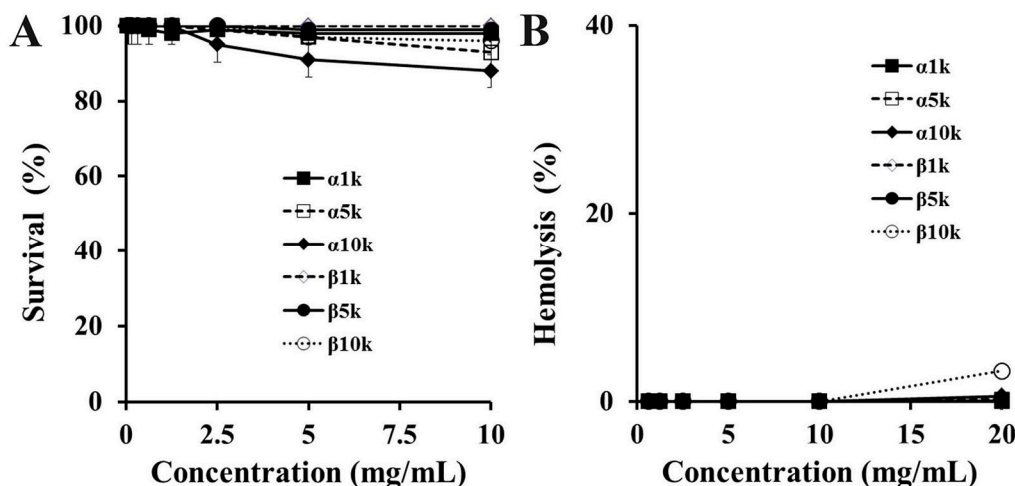 A
Survival (%)
100
80
60
40
20
0
α1k
α5k
α10k
β1k
β5k
β10k
0
2.5
5
7.5
10
Concentration (mg/mL)
B
Hemolysis (%)
40
20
0
α1k
α5k
α10k
β1k
β5k
β10k
0
5
10
15
20
Concentration (mg/mL)